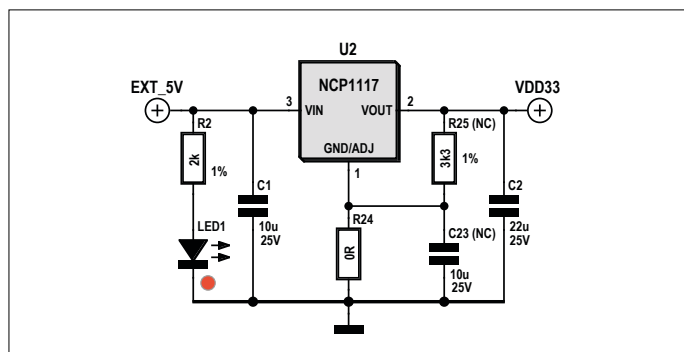 U2
EXT_5V
NCP1117
VDD33
3
VIN
VOUT
2
R2
R25 (NC)
2k
1%
GND/ADJ
3k3
1%
1
C1
C2
LED1
10u
25V
R24
0R
C23 (NC)
10u
25V
22u
25V